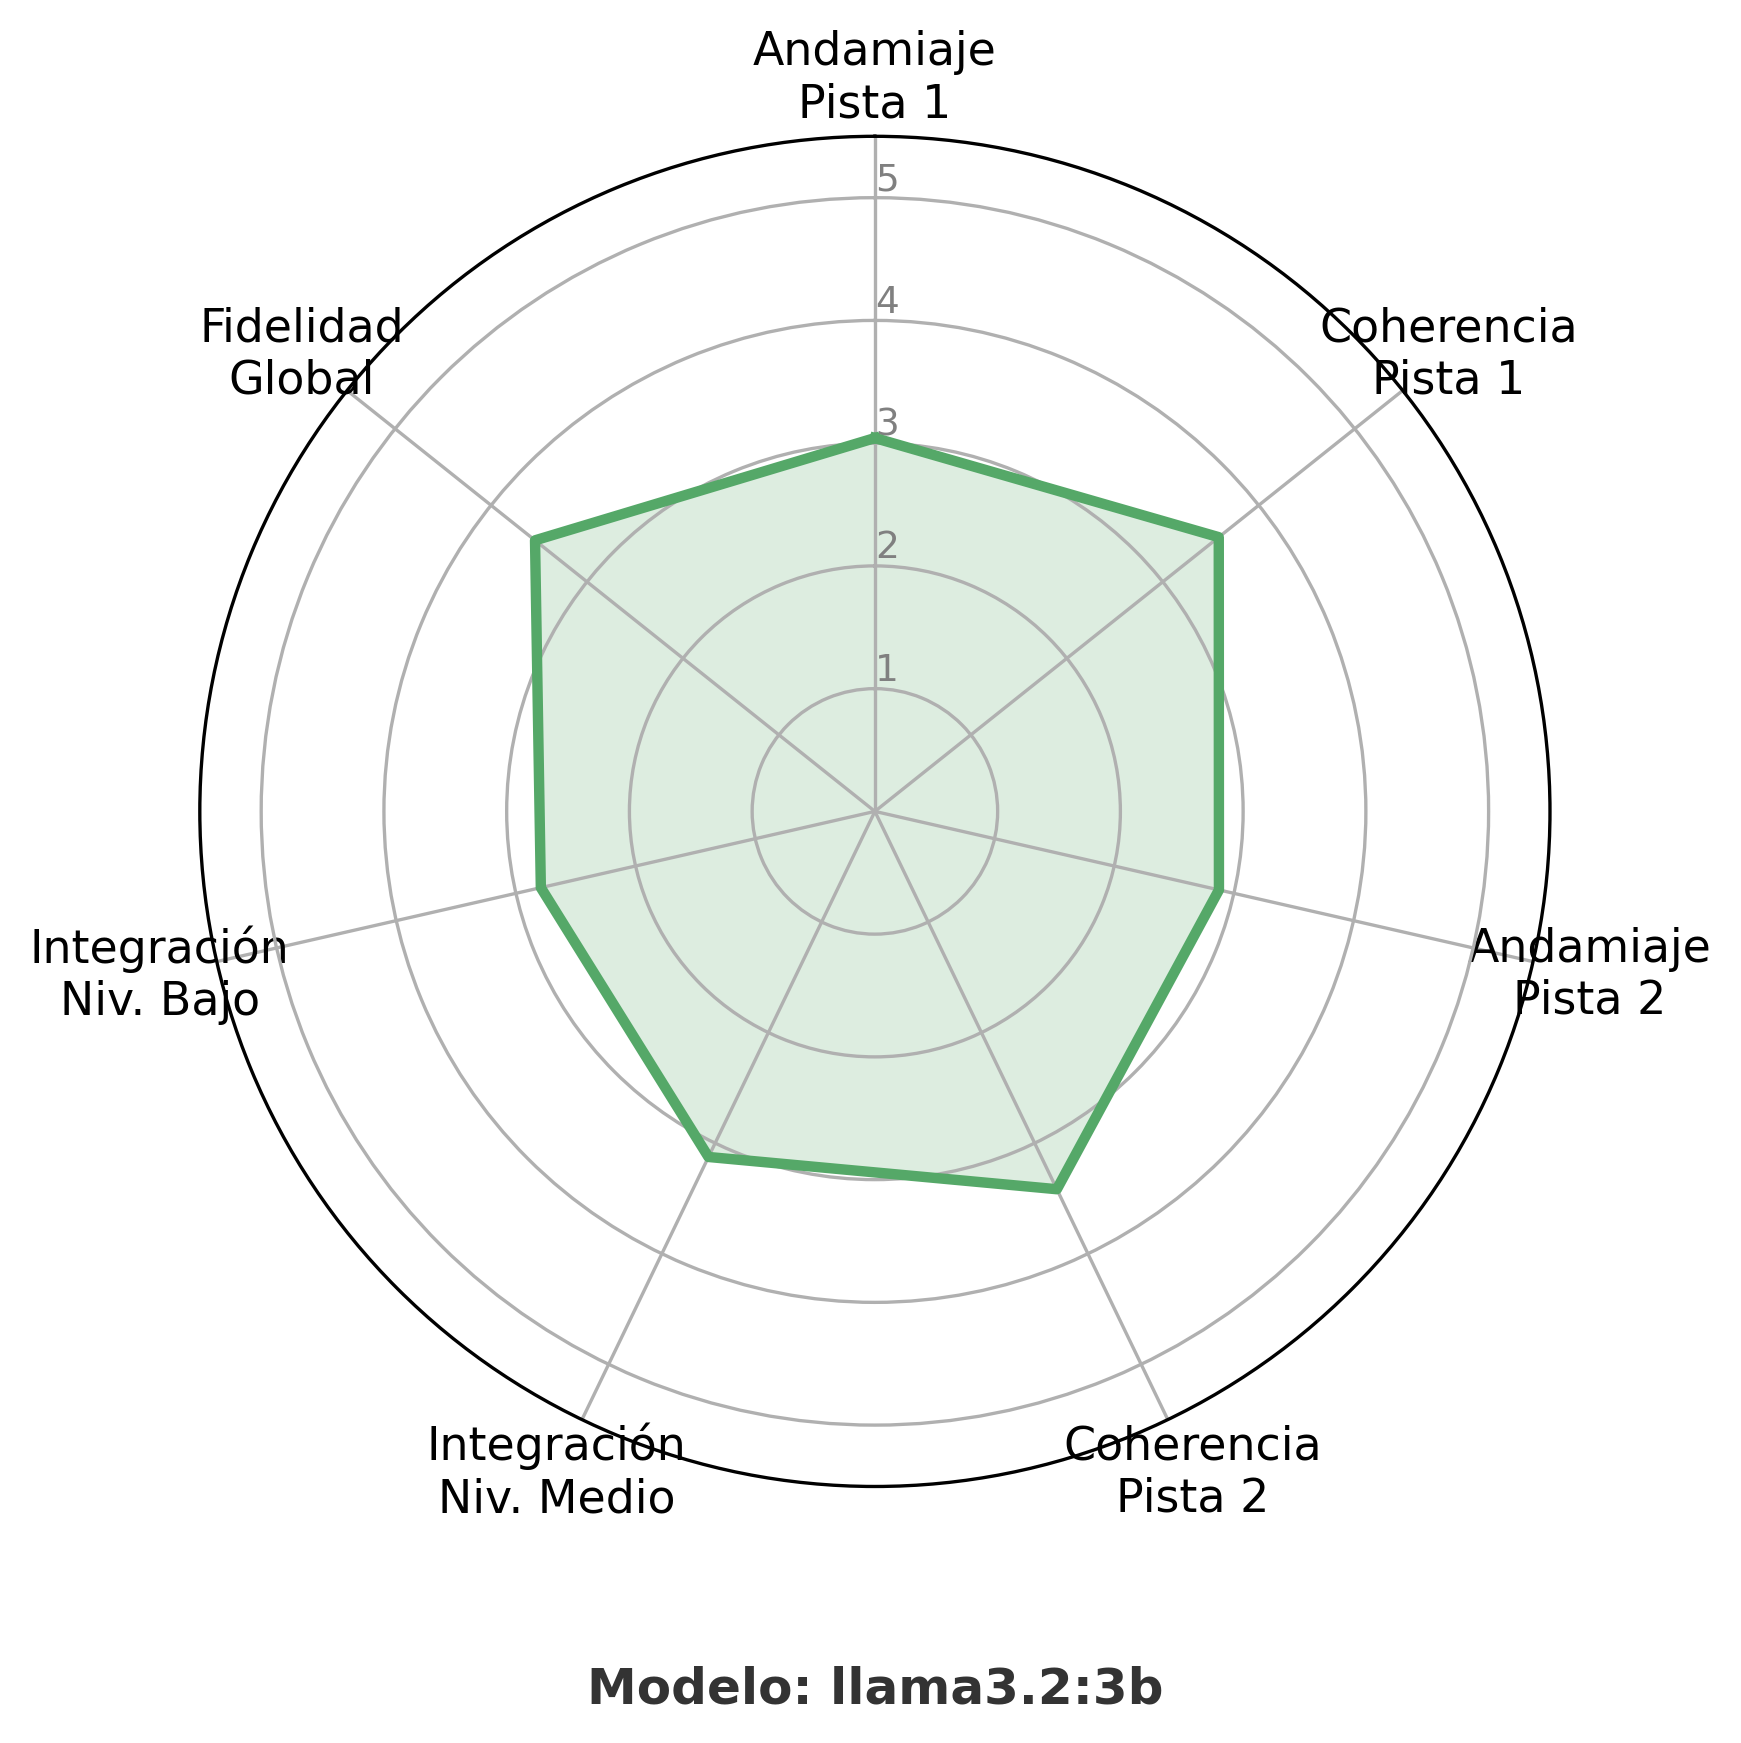 Andamiaje
Pista 1
5
4
3
2
1
Coherencia
Pista 1
Andamiaje
Pista 2
Coherencia
Pista 2
Integración
Niv. Medio
Integración
Niv. Bajo
Fidelidad
Global
Modelo: llama3.2:3b